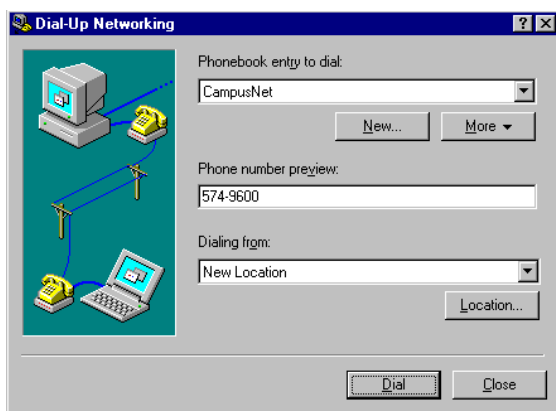 Dial-Up Networking
Phonebook entry to dial:
CampusNet
New... More
Phone number preview:
574-9600
Dialing from:
New Location
Location...
Dial Close